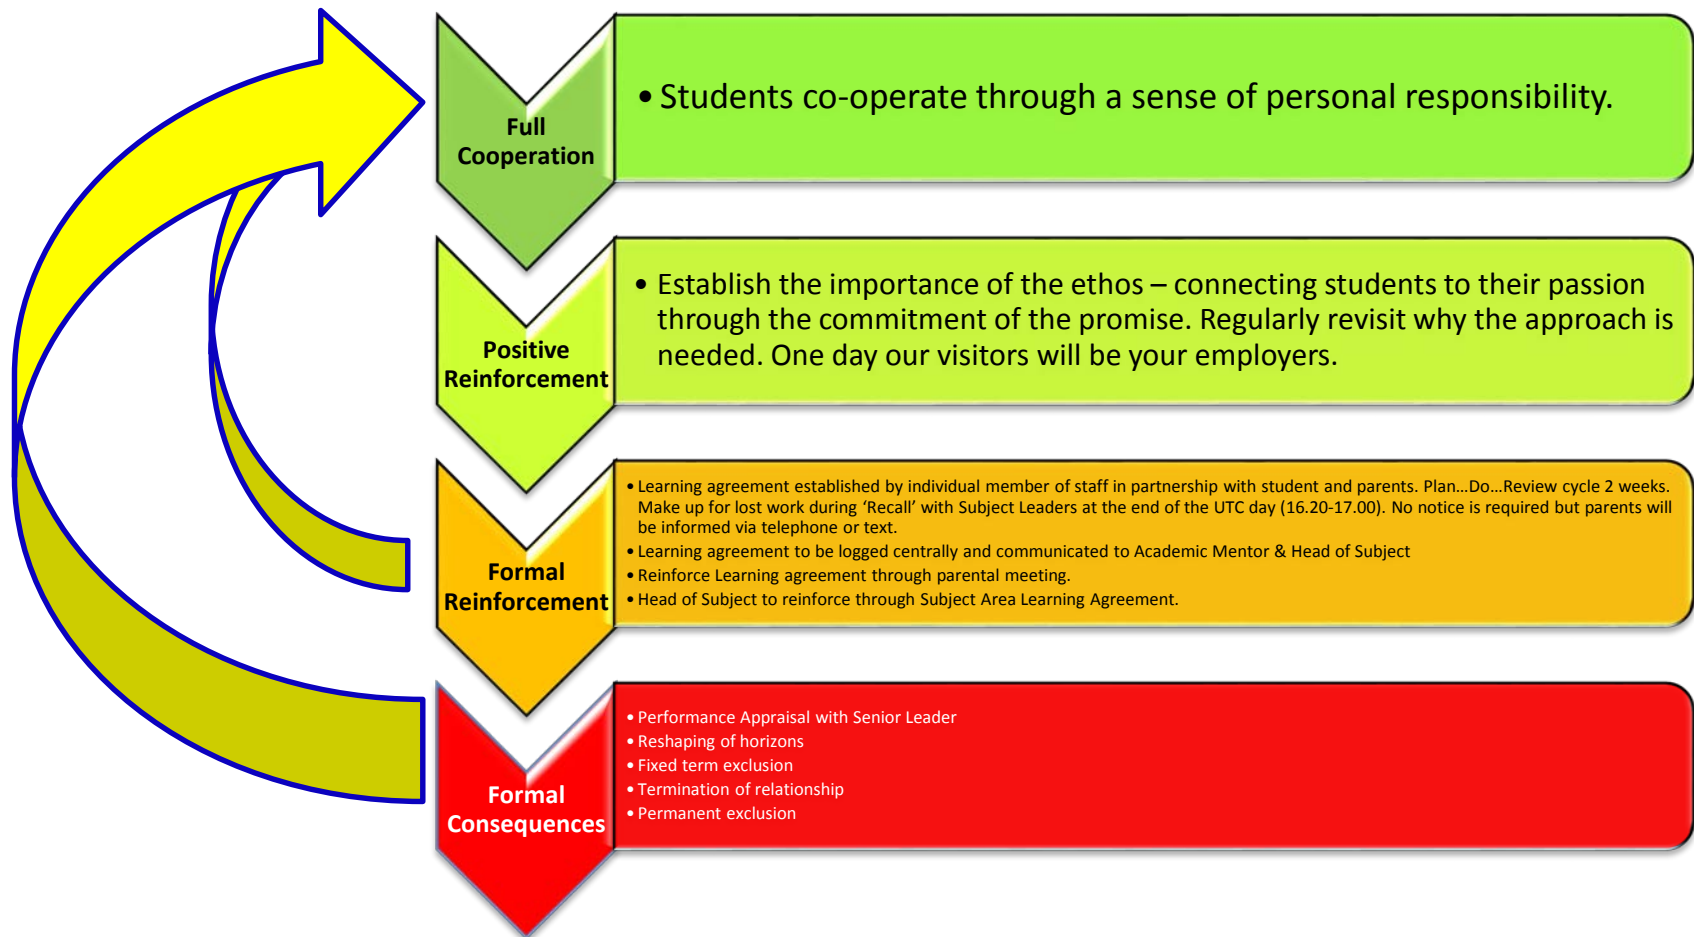 Full
Cooperation
• Students co-operate through a sense of personal responsibility.
Positive
Reinforcement
• Establish the importance of the ethos – connecting students to their passion
through the commitment of the promise. Regularly revisit why the approach is
needed. One day our visitors will be your employers.
Formal
Reinforcement
• Learning agreement established by individual member of staff in partnership with student and parents. Plan...Do...Review cycle 2 weeks.
Make up for lost work during ‘Recall’ with Subject Leaders at the end of the UTC day (16.20-17.00). No notice is required but parents will
be informed via telephone or text.
• Learning agreement to be logged centrally and communicated to Academic Mentor & Head of Subject
• Reinforce Learning agreement through parental meeting.
• Head of Subject to reinforce through Subject Area Learning Agreement.
Formal
Consequences
• Performance Appraisal with Senior Leader
• Reshaping of horizons
• Fixed term exclusion
• Termination of relationship
• Permanent exclusion